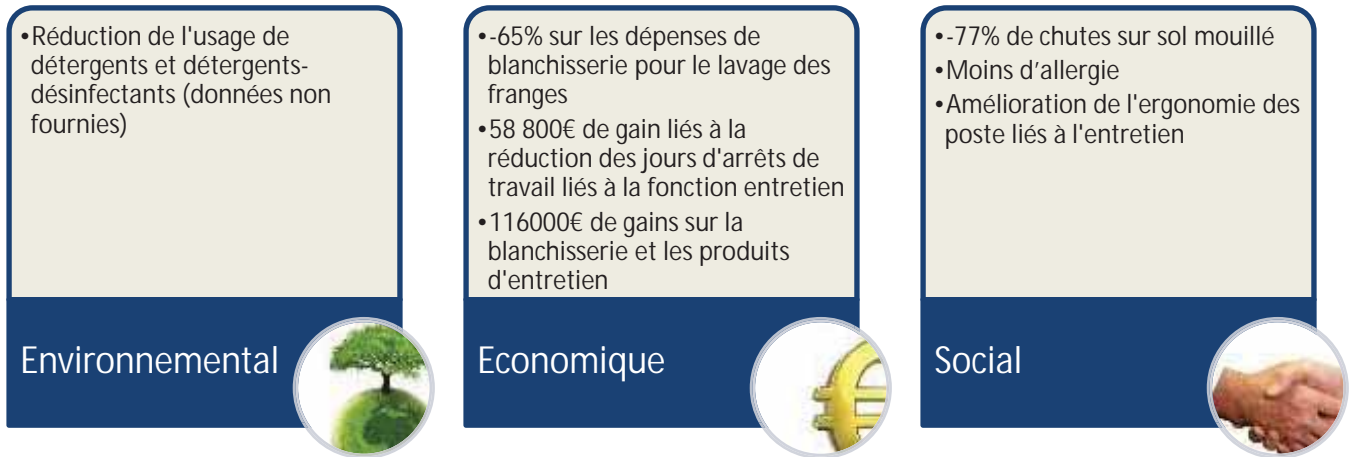 •Réduction de l'usage de
détergents et détergents-
désinfectants (données non
fournies)
Environnemental
•-65% sur les dépenses de
blanchisserie pour le lavage des
franges
•58 800€ de gain liés à la
réduction des jours d'arrêts de
travail liés à la fonction entretien
•116000€ de gains sur la
blanchisserie et les produits
d'entretien
Economique
•-77% de chutes sur sol mouillé
•Moins d’allergie
•Amélioration de l'ergonomie des
poste liés à l'entretien
Social